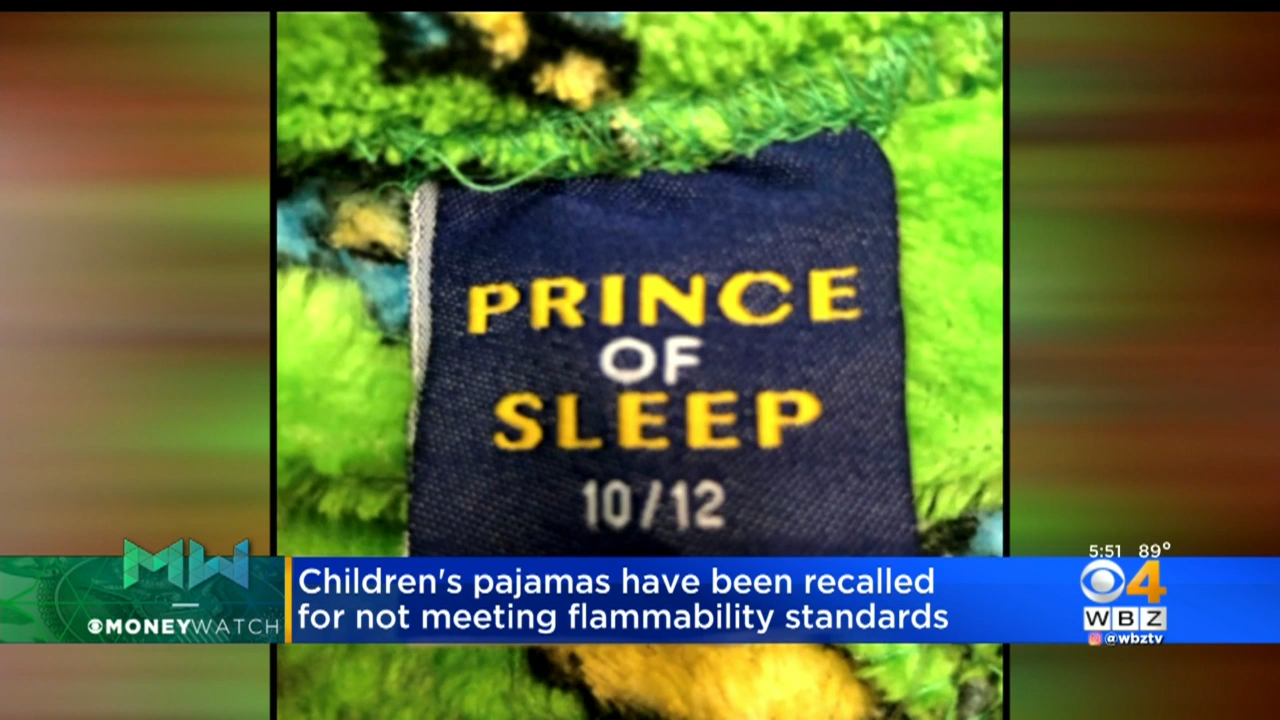 PRINCE
OF
SLEEP
10/12
MW
MONEYWATCH
Children's pajamas have been recalled
for not meeting flammability standards
5:51 89°
4
WBZ
@wbztv